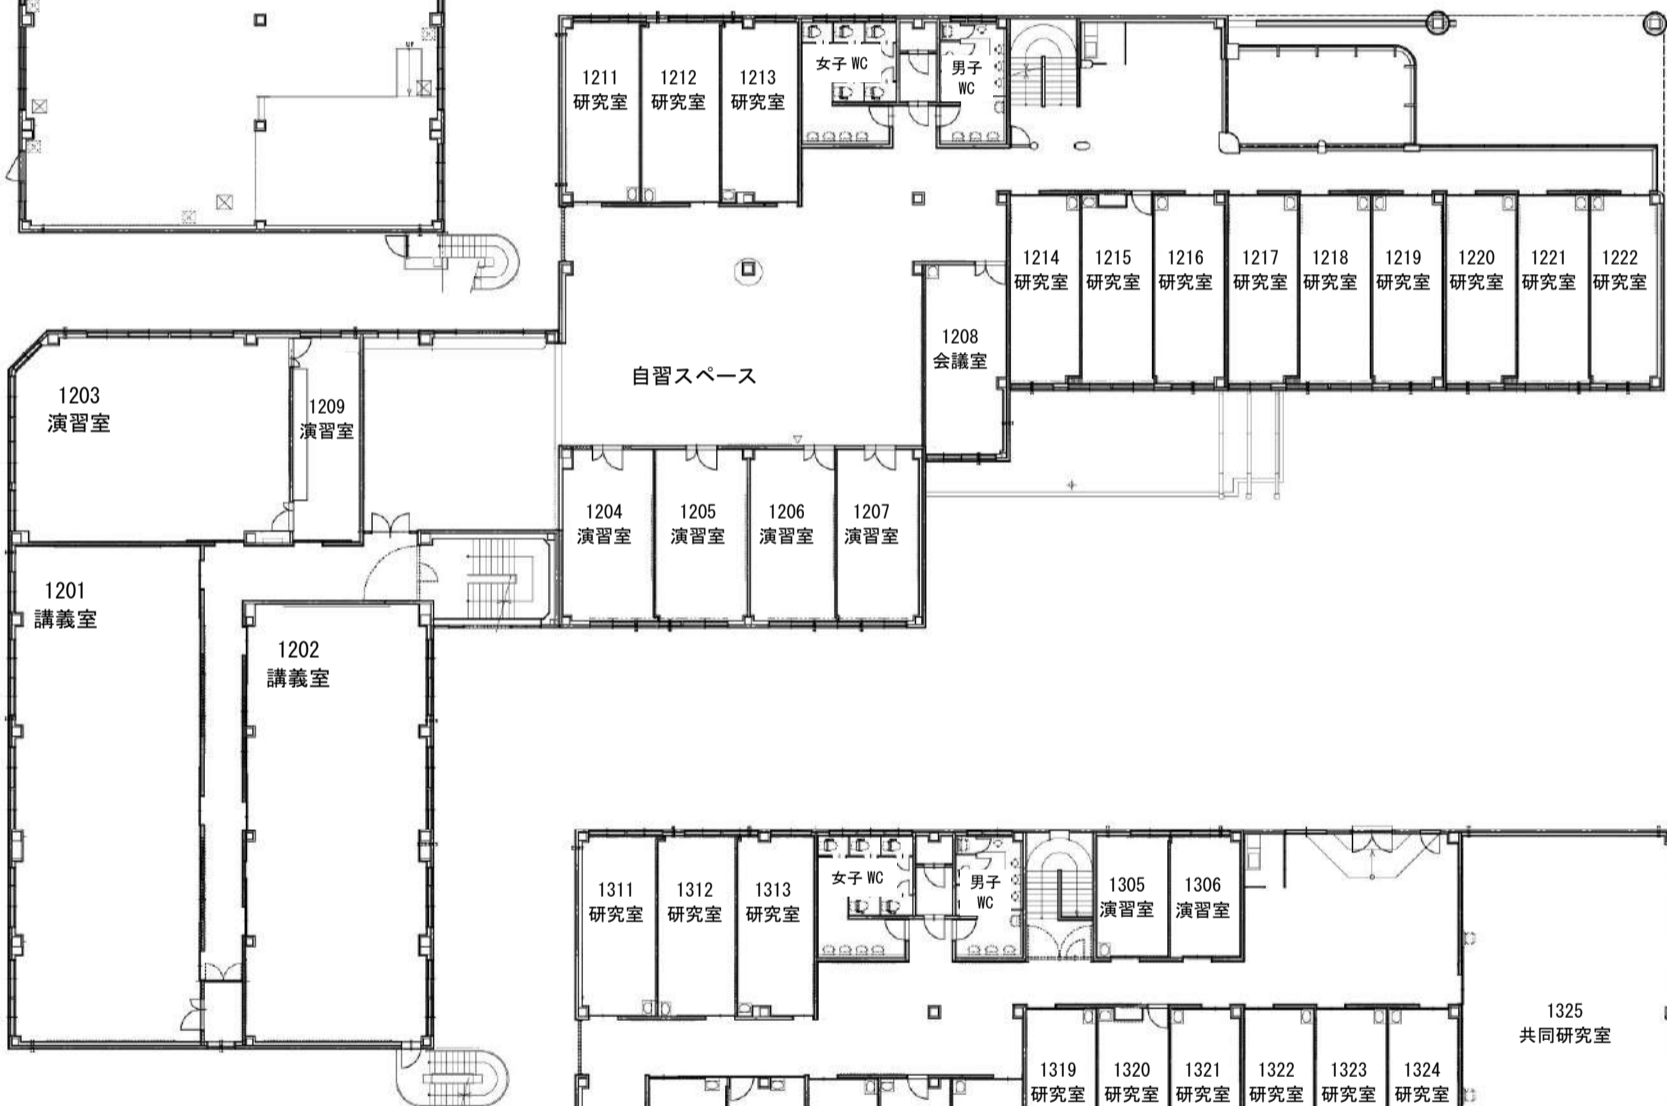 1211
研究室
1212
研究室
1213
研究室
女子 WC
男子
WC
1214
研究室
1215
研究室
1216
研究室
1217
研究室
1218
研究室
1219
研究室
1220
研究室
1221
研究室
1222
研究室
1208
会議室
自習スペース
1203
演習室
1209
演習室
1204
演習室
1205
演習室
1206
演習室
1207
演習室
1201
講義室
1202
講義室
1311
研究室
1312
研究室
1313
研究室
女子 WC
男子
WC
1305
演習室
1306
演習室
1325
共同研究室
1319
研究室
1320
研究室
1321
研究室
1322
研究室
1323
研究室
1324
研究室